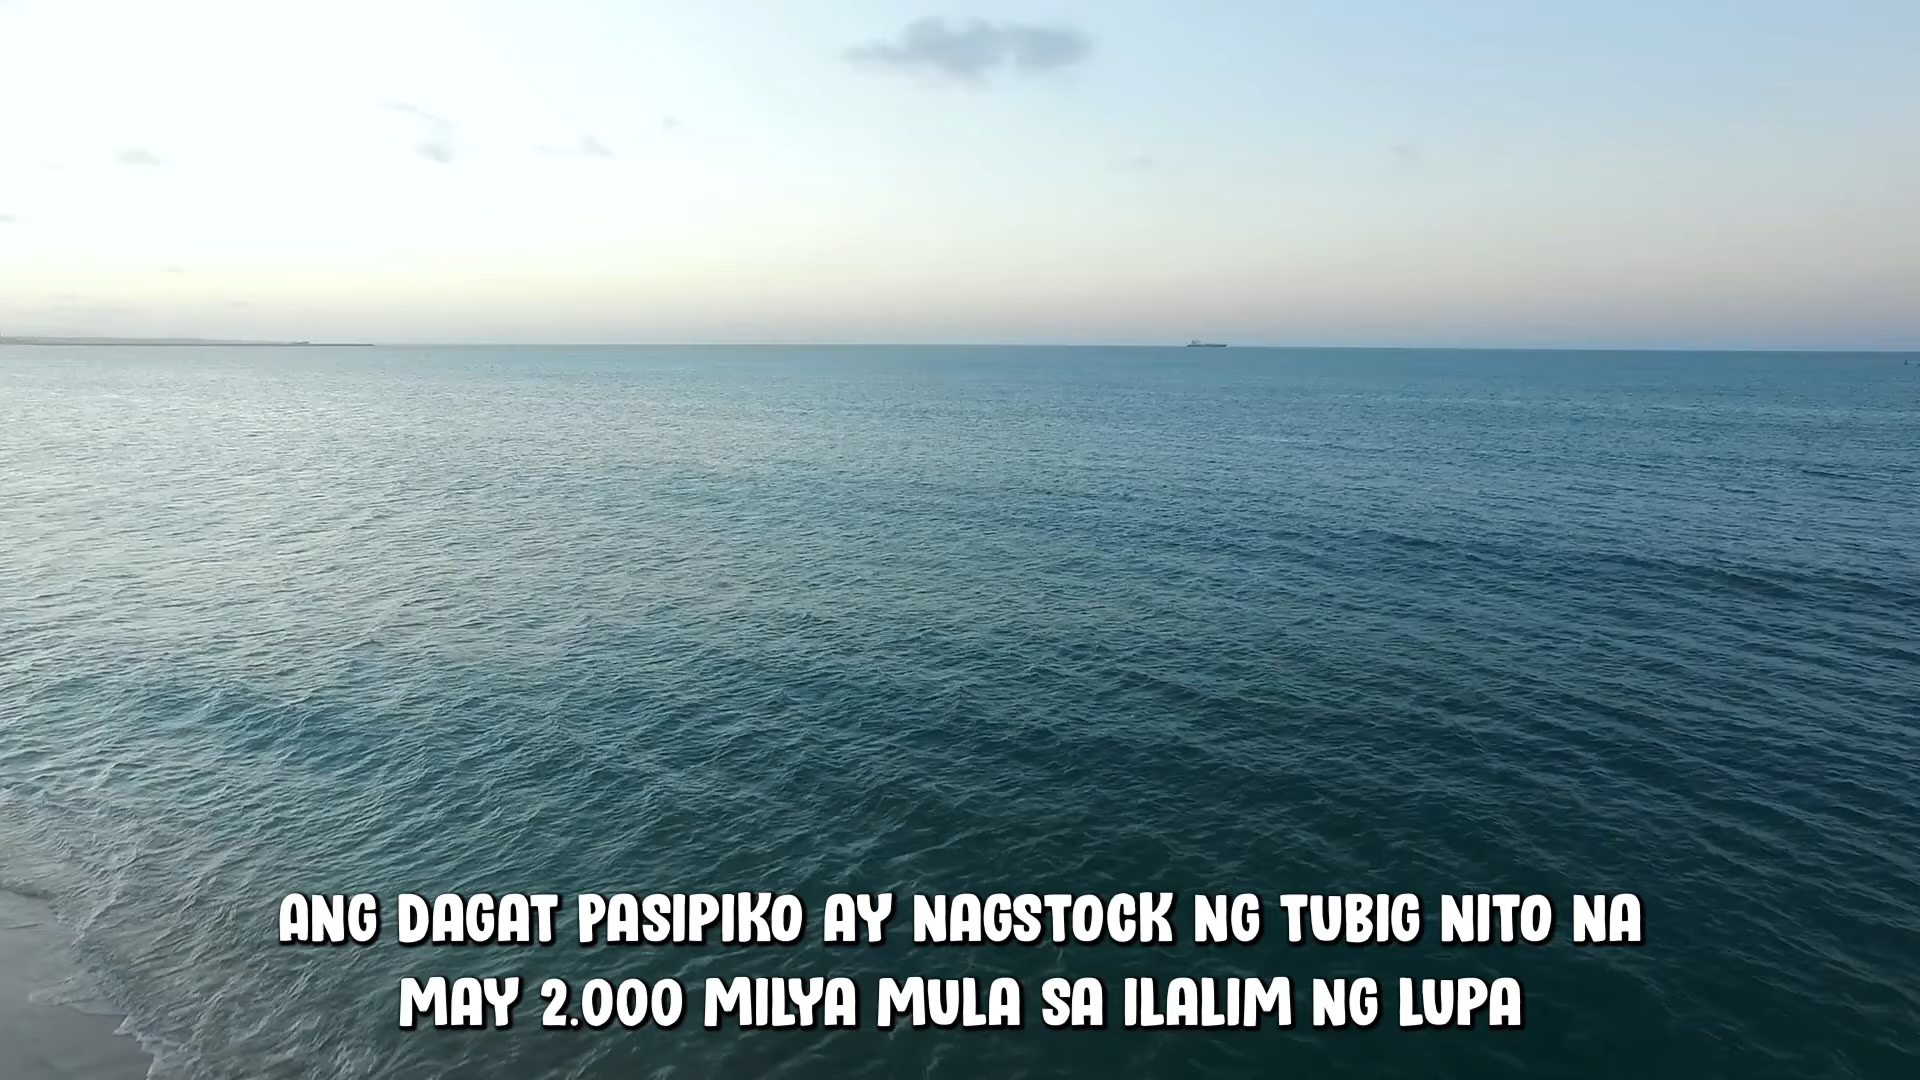 ANG DAGAT PASIPIKO AY NAGSTOCK NG TUBIG NITO NA
MAY 2.000 MILYA MULA SA ILALIM NG LUPA